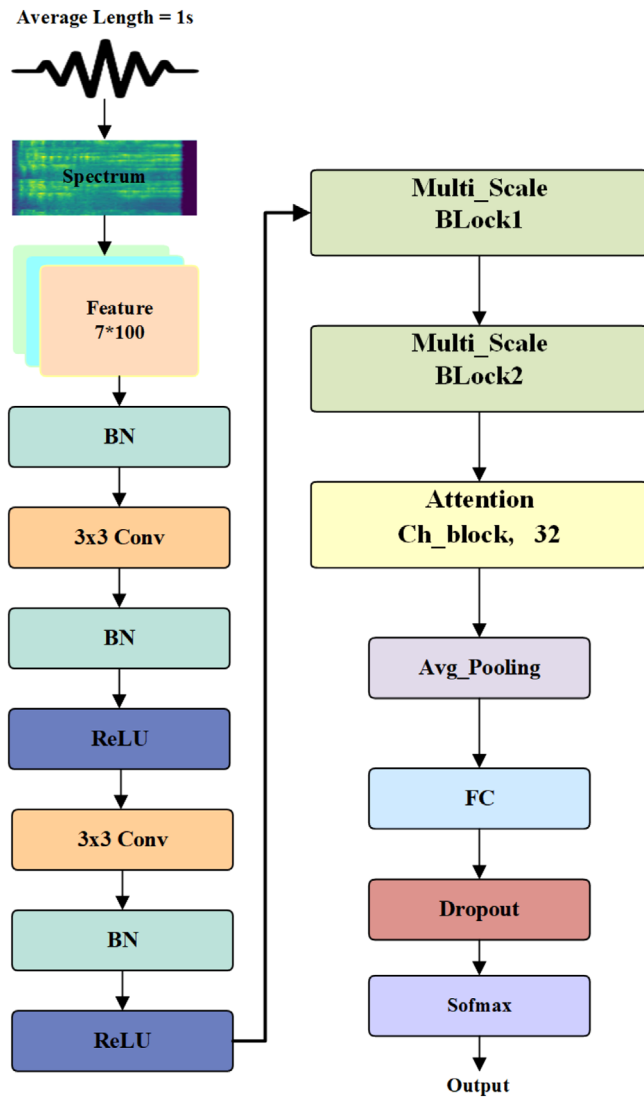 Average Length = 1s
Spectrum
Feature
7*100
BN
3x3 Conv
BN
ReLU
3x3 Conv
BN
ReLU
Multi_Scale
BLock1
Multi_Scale
BLock2
Attention
Ch_block, 32
Avg_Pooling
FC
Dropout
Sofmax
Output